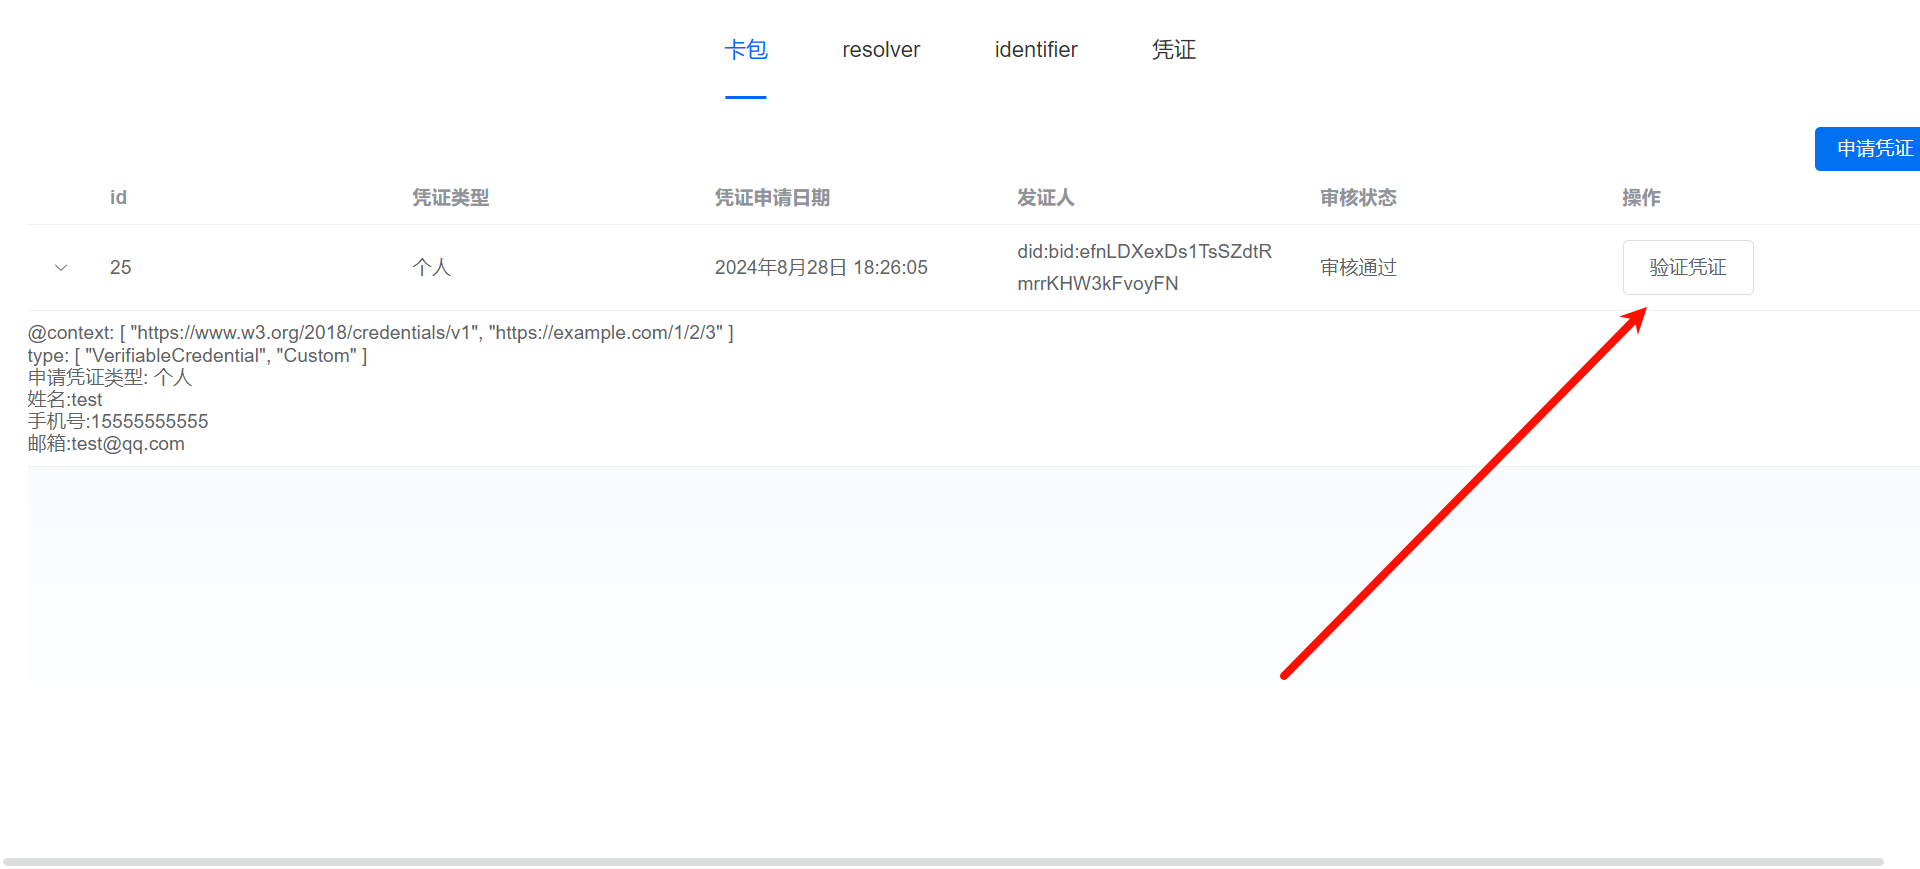 卡包 resolver identifier 凭证
申请凭证
id 凭证类型 凭证申请日期 发证人 审核状态 操作
25 个人 2024年8月28日 18:26:05 did:bid:efnLDXexDs1TsSZdtR 审核通过 验证凭证
mrrKHW3kFvoyFN
@context: [ "https://www.w3.org/2018/credentials/v1", "https://example.com/1/2/3" ]
type: [ "VerifiableCredential", "Custom" ]
申请凭证类型: 个人
姓名:test
手机号:15555555555
邮箱:test@qq.com